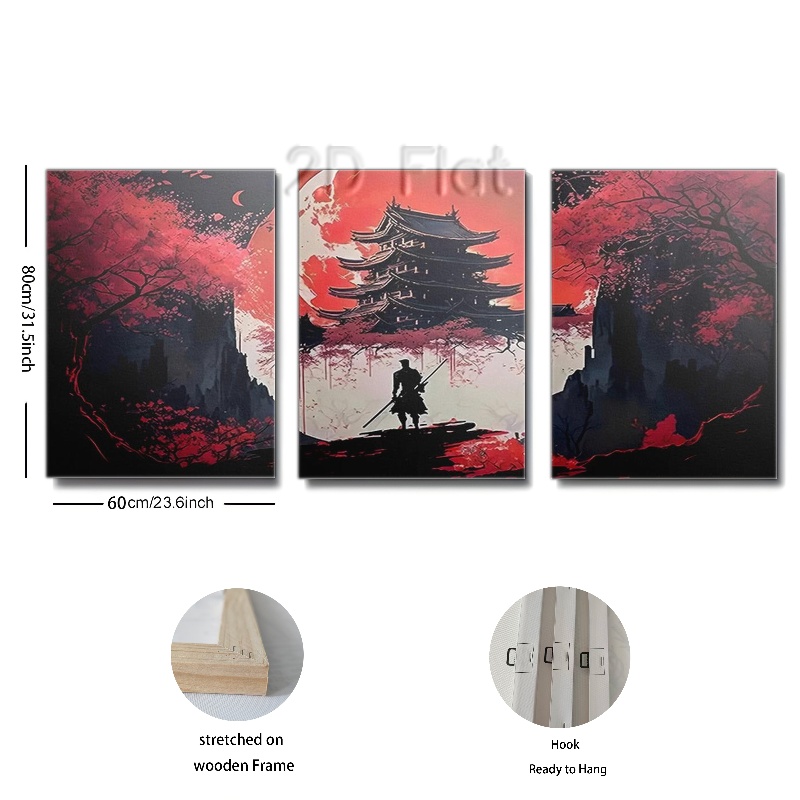 2D Flat
80cm/31.5inch
60cm/23.6inch
stretched on
wooden Frame
Hook
Ready to Hang